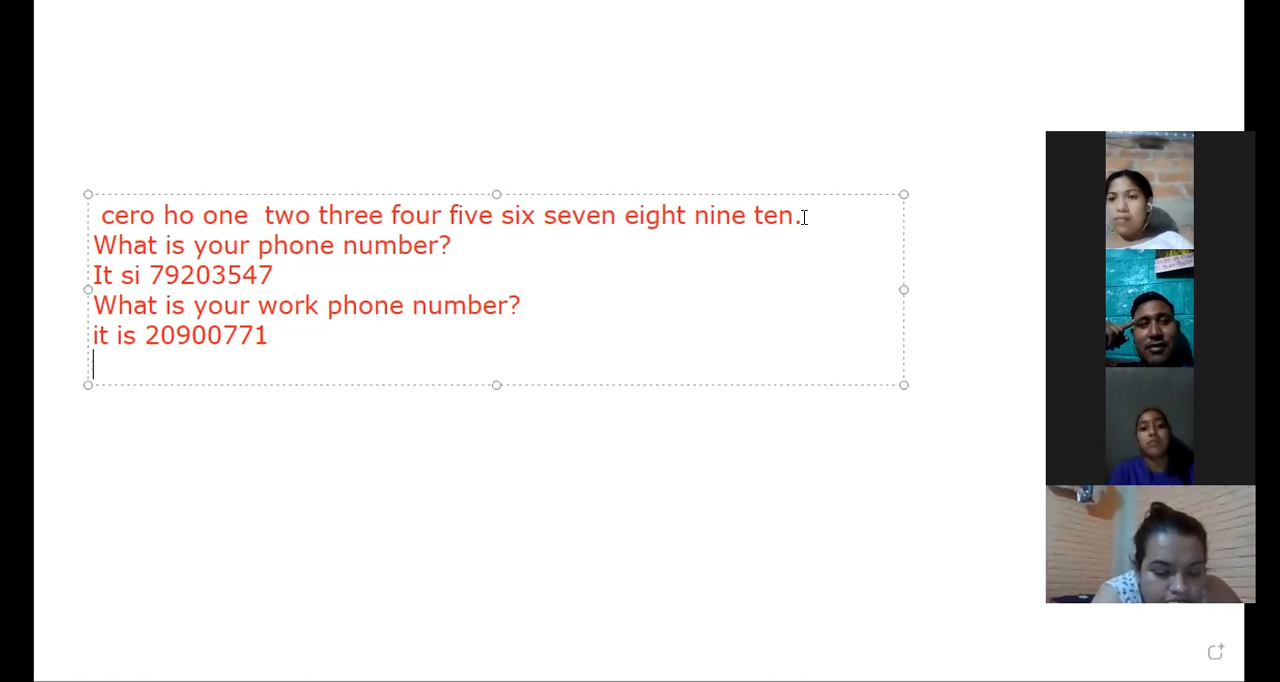 cero ho one  two three four five six seven eight nine ten.
What is your phone number?
It si 79203547
What is your work phone number?
it is 20900771